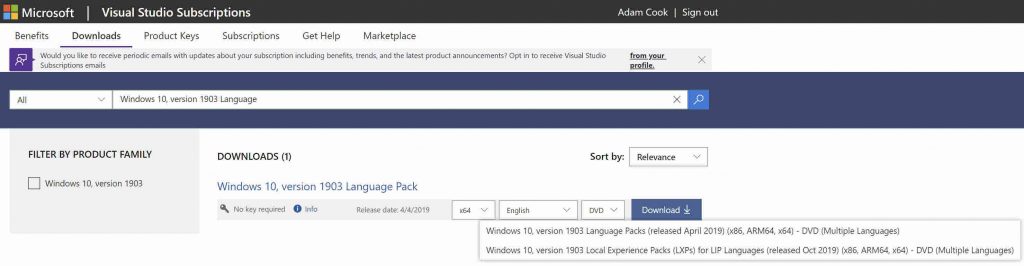 Microsoft | Visual Studio Subscriptions
Adam Cook | Sign out
Benefits Downloads Product Keys Subscriptions Get Help Marketplace
Would you like to receive periodic emails with updates about your subscription including benefits, trends, and the latest product announcements? Opt in to receive Visual Studio
Subscriptions emails
from your
profile.
All
Windows 10, version 1903 Language
FILTER BY PRODUCT FAMILY
Windows 10, version 1903
DOWNLOADS (1)
Sort by: Relevance
Windows 10, version 1903 Language Pack
No key required Info Release date: 4/4/2019 x64 English DVD Download
Windows 10, version 1903 Language Packs (released April 2019) (x86, ARM64, x64) - DVD (Multiple Languages)
Windows 10, version 1903 Local Experience Packs (LXPs) for LIP Languages (released Oct 2019) (x86, ARM64, x64) - DVD (Multiple Languages)